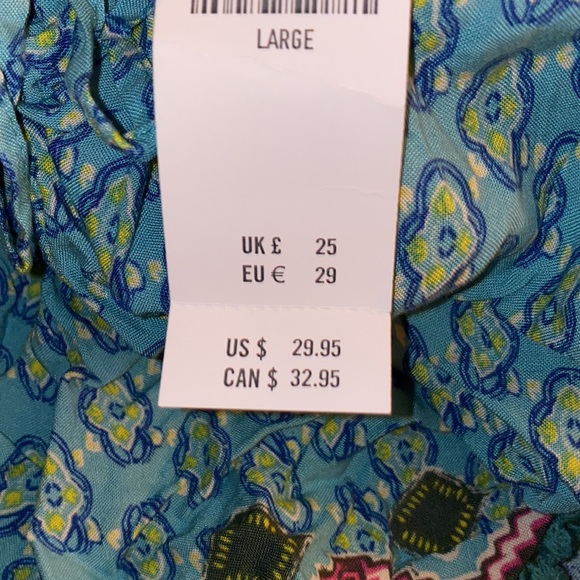 LARGE
UK £ 25
EU € 29
US $ 29.95
CAN $ 32.95